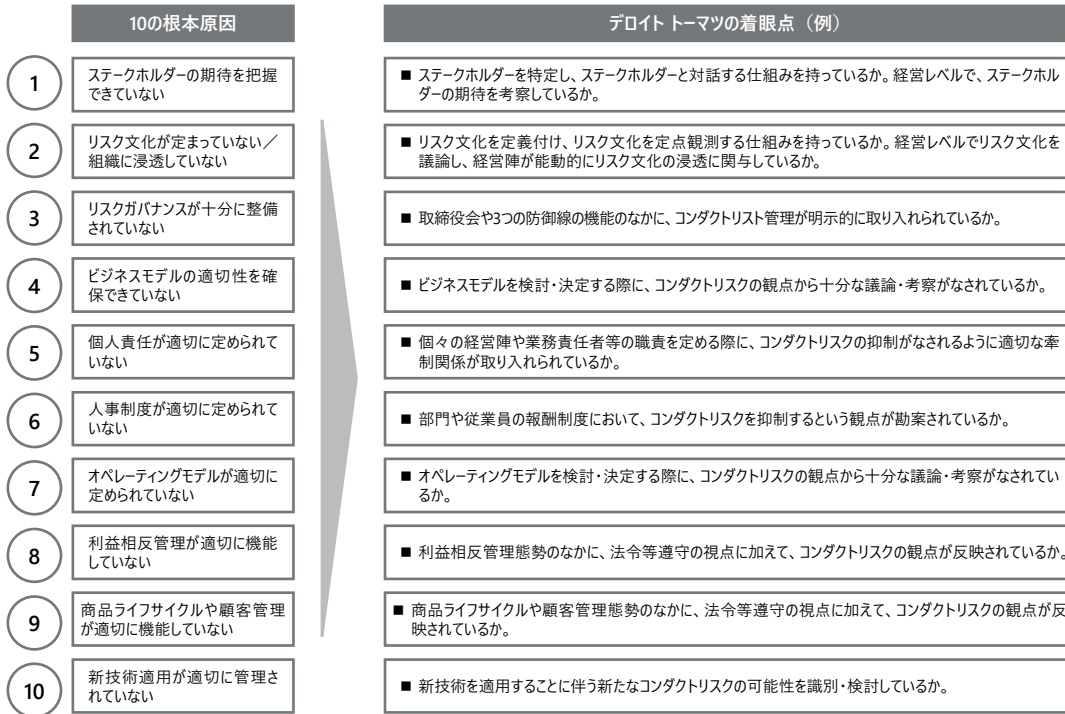 10の根本原因
デロイト トーマツの着眼点（例）
1
ステークホルダーの期待を把握
できていない
■ ステークホルダーを特定し、ステークホルダーと対話する仕組みを持っているか。経営レベルで、ステークホル
ダーの期待を考察しているか。
2
リスク文化が定まっていない／
組織に浸透していない
■ リスク文化を定義付け、リスク文化を定点観測する仕組みを持っているか。経営レベルでリスク文化を
議論し、経営陣が能動的にリスク文化の浸透に関与しているか。
3
リスクガバナンスが十分に整備
されていない
■ 取締役会や3つの防御線の機能のなかに、コンダクトリスト管理が明示的に取り入れられているか。
4
ビジネスモデルの適切性を確
保できていない
■ ビジネスモデルを検討・決定する際に、コンダクトリスクの観点から十分な議論・考察がなされているか。
5
個人責任が適切に定められて
いない
■ 個々の経営陣や業務責任者等の職責を定める際に、コンダクトリスクの抑制がなされるように適切な牽
制関係が取り入れられているか。
6
人事制度が適切に定められて
いない
■ 部門や従業員の報酬制度において、コンダクトリスクを抑制するという観点が勘案されているか。
7
オペレーティングモデルが適切に
定められていない
■ オペレーティングモデルを検討・決定する際に、コンダクトリスクの観点から十分な議論・考察がなされてい
るか。
8
利益相反管理が適切に機能
していない
■ 利益相反管理態勢のなかに、法令等遵守の視点に加えて、コンダクトリスクの観点が反映されているか。
9
商品ライフサイクルや顧客管理
が適切に機能していない
■ 商品ライフサイクルや顧客管理態勢のなかに、法令等遵守の視点に加えて、コンダクトリスクの観点が反
映されているか。
10
新技術適用が適切に管理さ
れていない
■ 新技術を適用することに伴う新たなコンダクトリスクの可能性を識別・検討しているか。